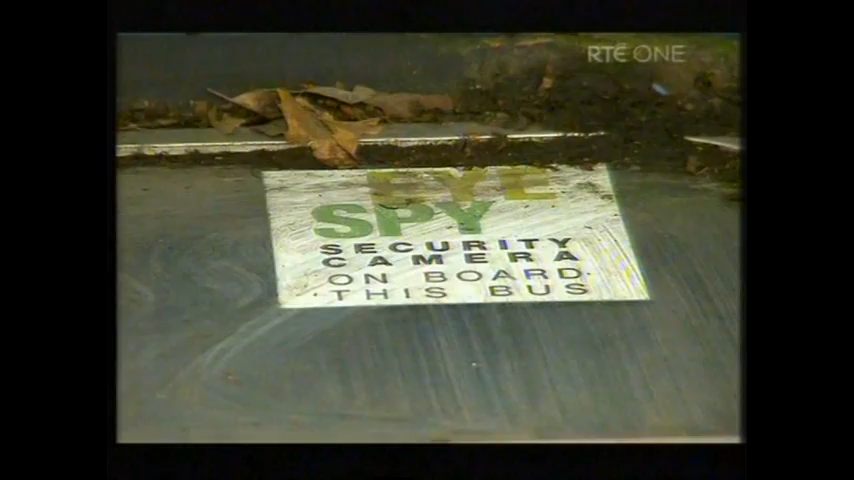 RTÉ ONE
EYE
SPY
SECURITY
CAMERA
ON BOARD
THIS BUS